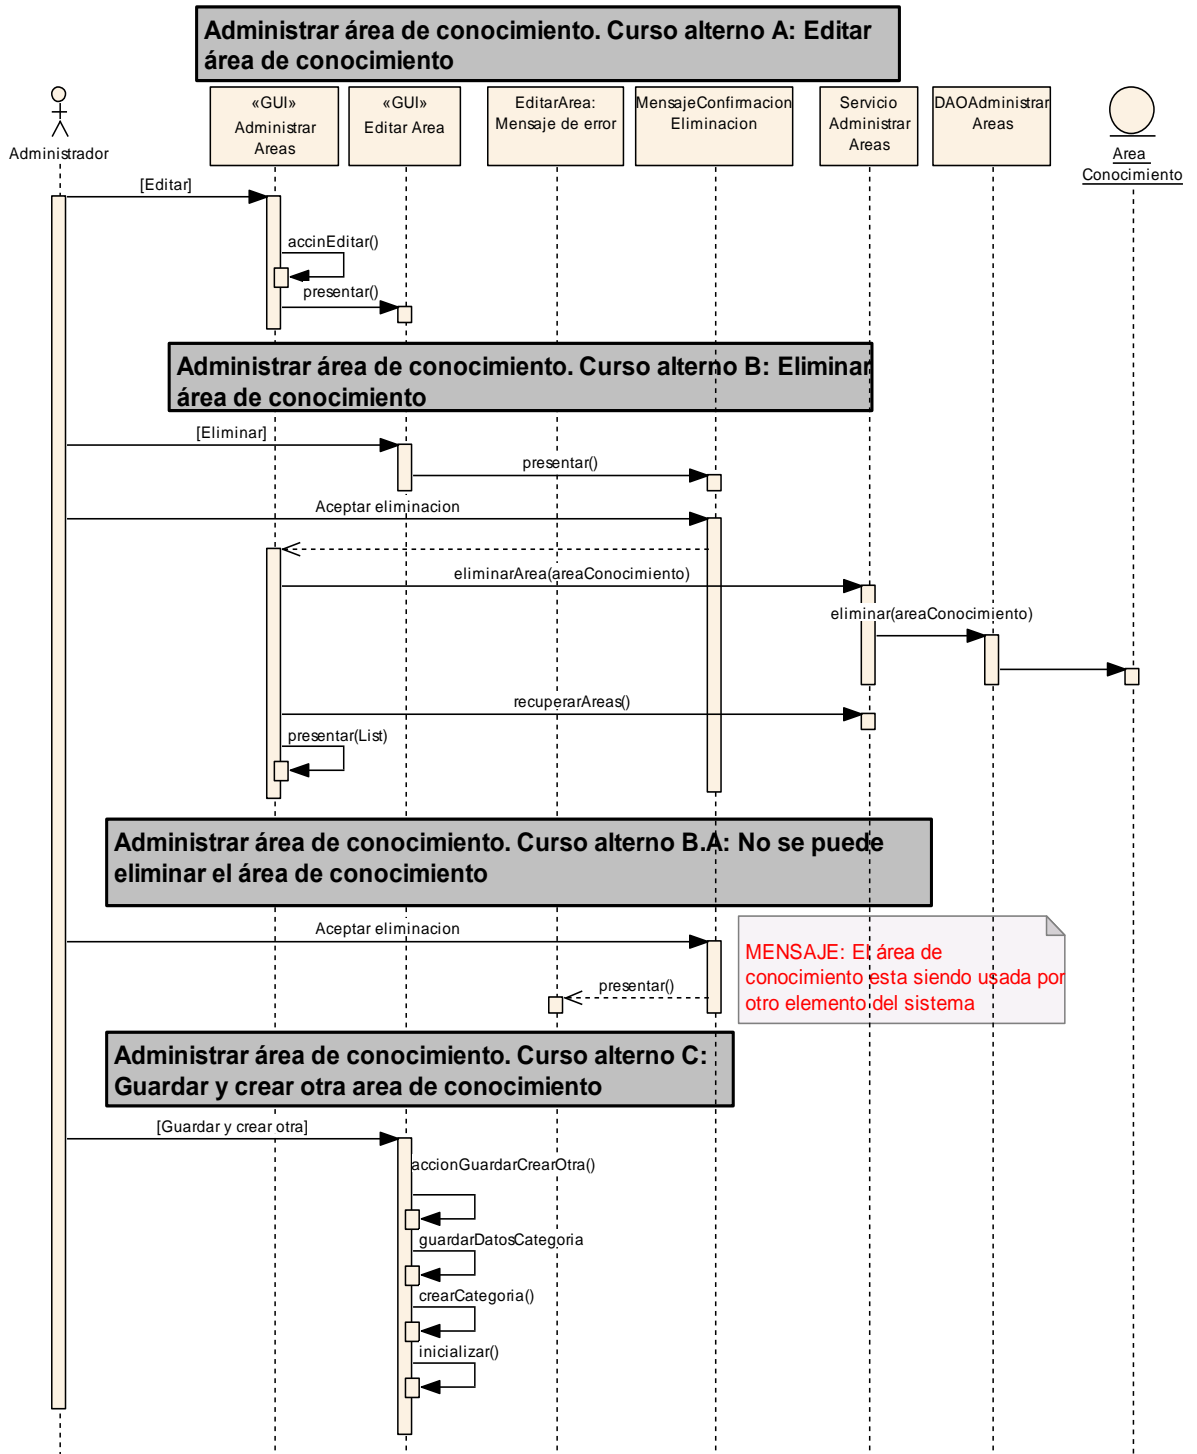 Administrar área de conocimiento. Curso alterno A: Editar
área de conocimiento
Administrador
«GUI»
Administrar
Areas
«GUI»
Editar Area
EditarArea:
Mensaje de error
MensajeConfirmacion
Eliminacion
Servicio
Administrar
Areas
DAOAdministrar
Areas
Area
Conocimiento
[Editar]
accinEditar()
presentar()
Administrar área de conocimiento. Curso alterno B: Eliminar
área de conocimiento
[Eliminar]
presentar()
Aceptar eliminacion
eliminarArea(areaConocimiento)
eliminar(areaConocimiento)
recuperarAreas()
presentar(List)
Administrar área de conocimiento. Curso alterno B.A: No se puede
eliminar el área de conocimiento
Aceptar eliminacion
MENSAJE: El área de
conocimiento esta siendo usada por
otro elemento del sistema
presentar()
Administrar área de conocimiento. Curso alterno C:
Guardar y crear otra area de conocimiento
[Guardar y crear otra]
accionGuardarCrearOtra()
guardarDatosCategoria
crearCategoria()
inicializar()